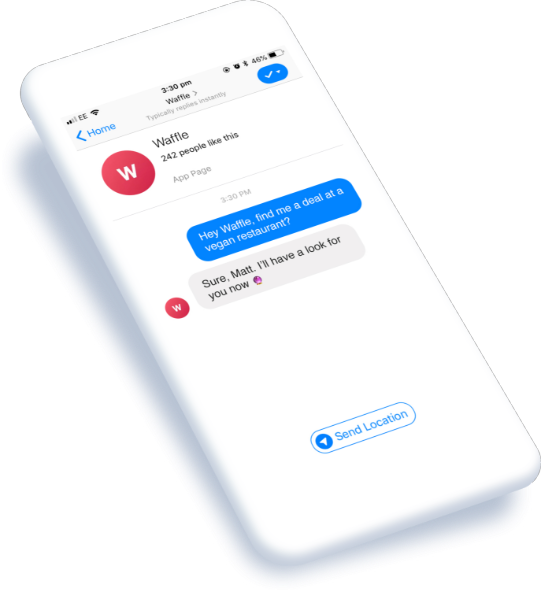 EE 3:30 pm 46%
Home
Waffle >
Typically replies instantly
W
Waffle
242 people like this
App Page
3:30 PM
Hey Waffle, find me a deal at a
vegan restaurant?
Sure, Matt. I'll have a look for
you now 🔮
W
Send Location